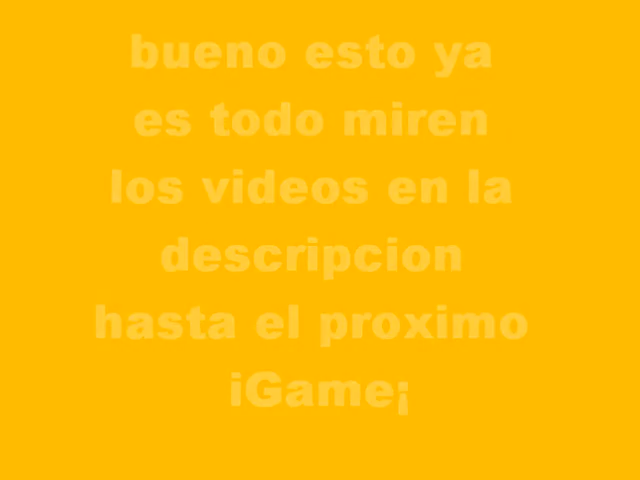 bueno esto ya
es todo miren
los videos en la
descripcion
hasta el proximo
iGame¡